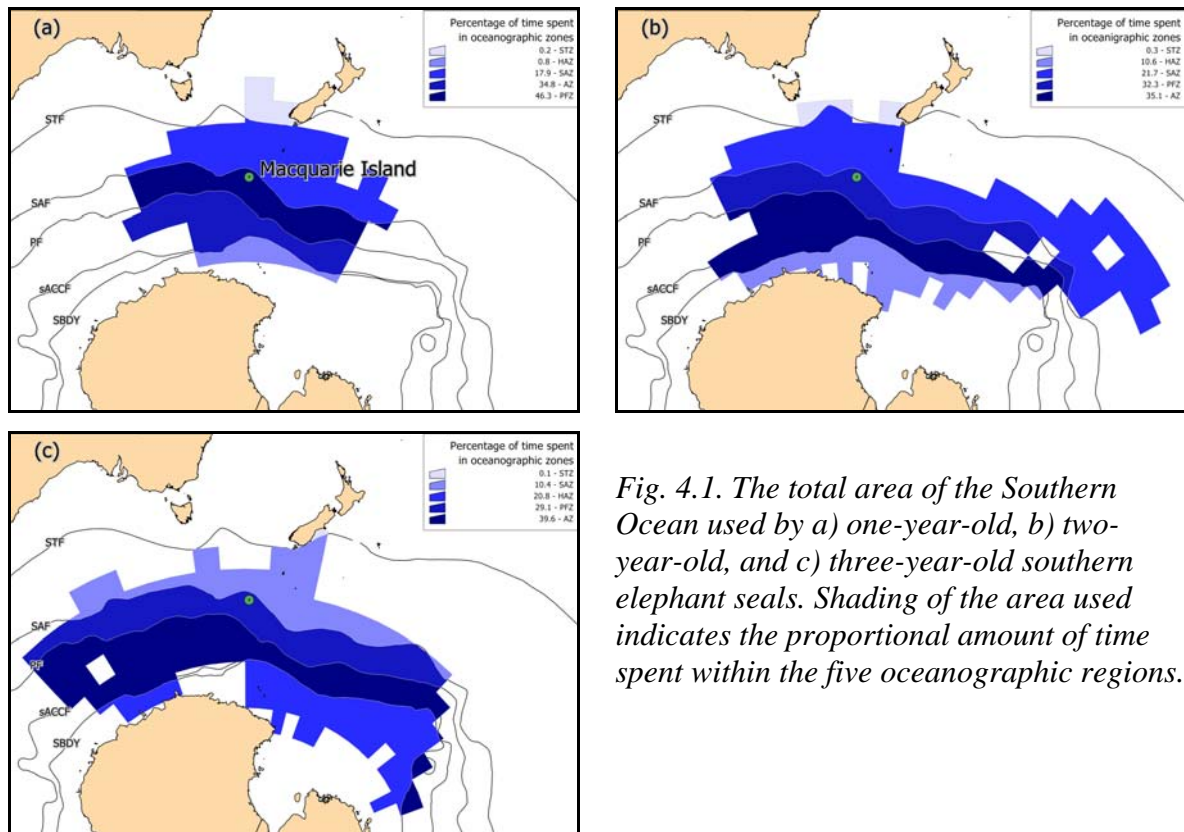 (a)
Percentage of time spent
in oceanographic zones
0.2 - STZ
0.8 - HAZ
17.9 - SAZ
34.8 - AZ
46.3 - PFZ
STF
Macquarie Island
SAF
PF
sACCF
SBDY
(b)
Percentage of time spent
in oceanigraphic zones
0.3 - STZ
10.6 - HAZ
21.7 - SAZ
32.3 - PFZ
35.1 - AZ
STF
SAF
PF
sACCF
SBDY
(c)
Percentage of time spent
in oceanographic zones
0.1 - STZ
10.4 - SAZ
20.8 - HAZ
29.1 - PFZ
39.6 - AZ
STF
SAF
PF
sACCF
SBDY
Fig. 4.1. The total area of the Southern
Ocean used by a) one-year-old, b) two-
year-old, and c) three-year-old southern
elephant seals. Shading of the area used
indicates the proportional amount of time
spent within the five oceanographic regions.